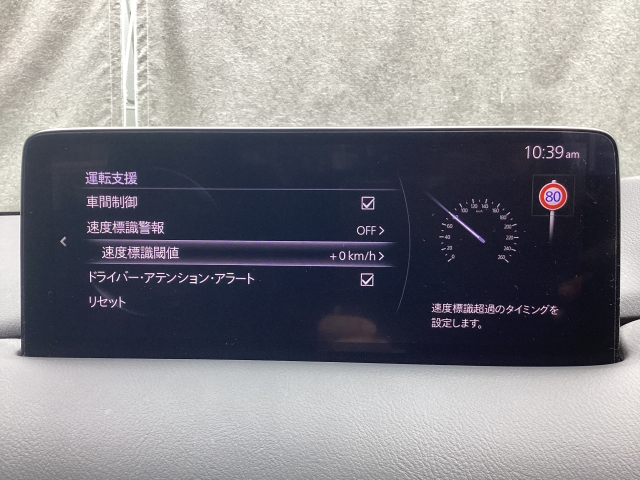 10:39 am
運転支援
車間制御
速度標識警報 OFF
速度標識閾値 +0 km/h
ドライバー・アテンション・アラート
リセット
80
速度標識超過のタイミングを
設定します。